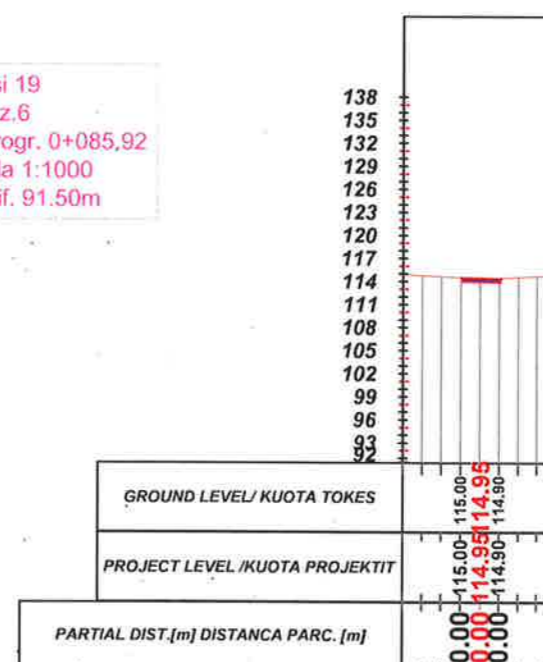 si 19
z.6
ogr. 0+085,92
la 1:1000
if. 91.50m
138
135
132
129
126
123
120
117
114
111
108
105
102
99
96
93
92
GROUND LEVEL/ KUOTA TOKES
115.00 114.95 114.90
PROJECT LEVEL /KUOTA PROJEKTIT
115.00 114.95 114.90
PARTIAL DIST.[m] DISTANCA PARC. [m]
0.00 0.00 0.00